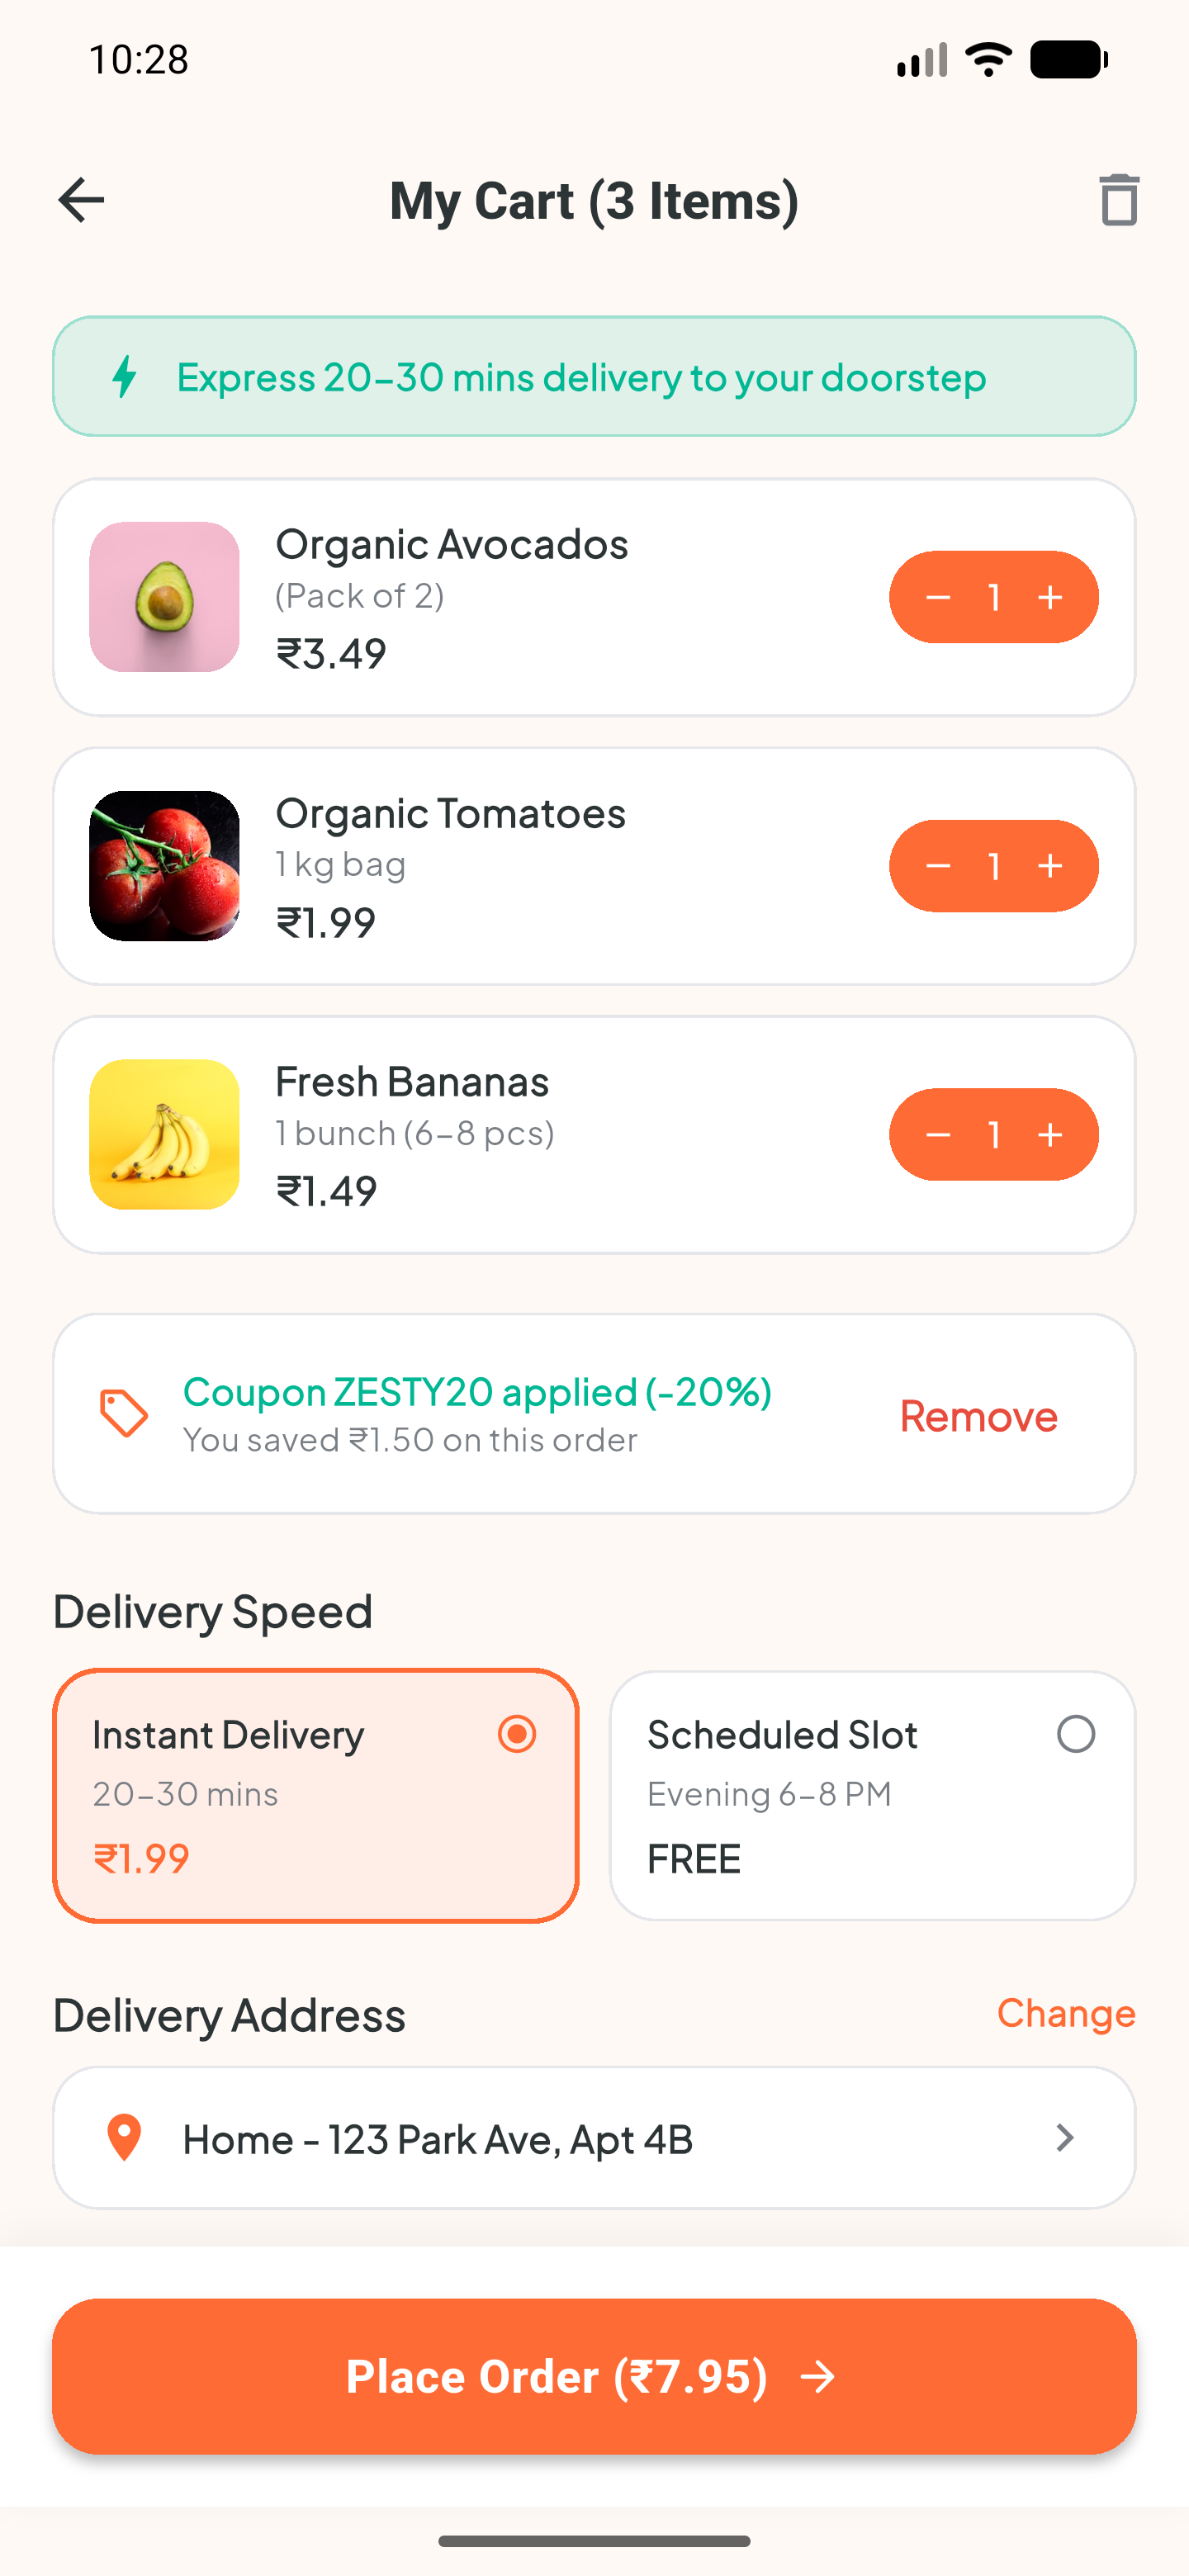 10:28
My Cart (3 Items)
Express 20–30 mins delivery to your doorstep
Organic Avocados
(Pack of 2)
₹3.49
− 1 +
Organic Tomatoes
1 kg bag
₹1.99
− 1 +
Fresh Bananas
1 bunch (6–8 pcs)
₹1.49
− 1 +
Coupon ZESTY20 applied (-20%)
You saved ₹1.50 on this order
Remove
Delivery Speed
Instant Delivery
20–30 mins
₹1.99
Scheduled Slot
Evening 6–8 PM
FREE
Delivery Address
Change
Home - 123 Park Ave, Apt 4B
Place Order (₹7.95) →